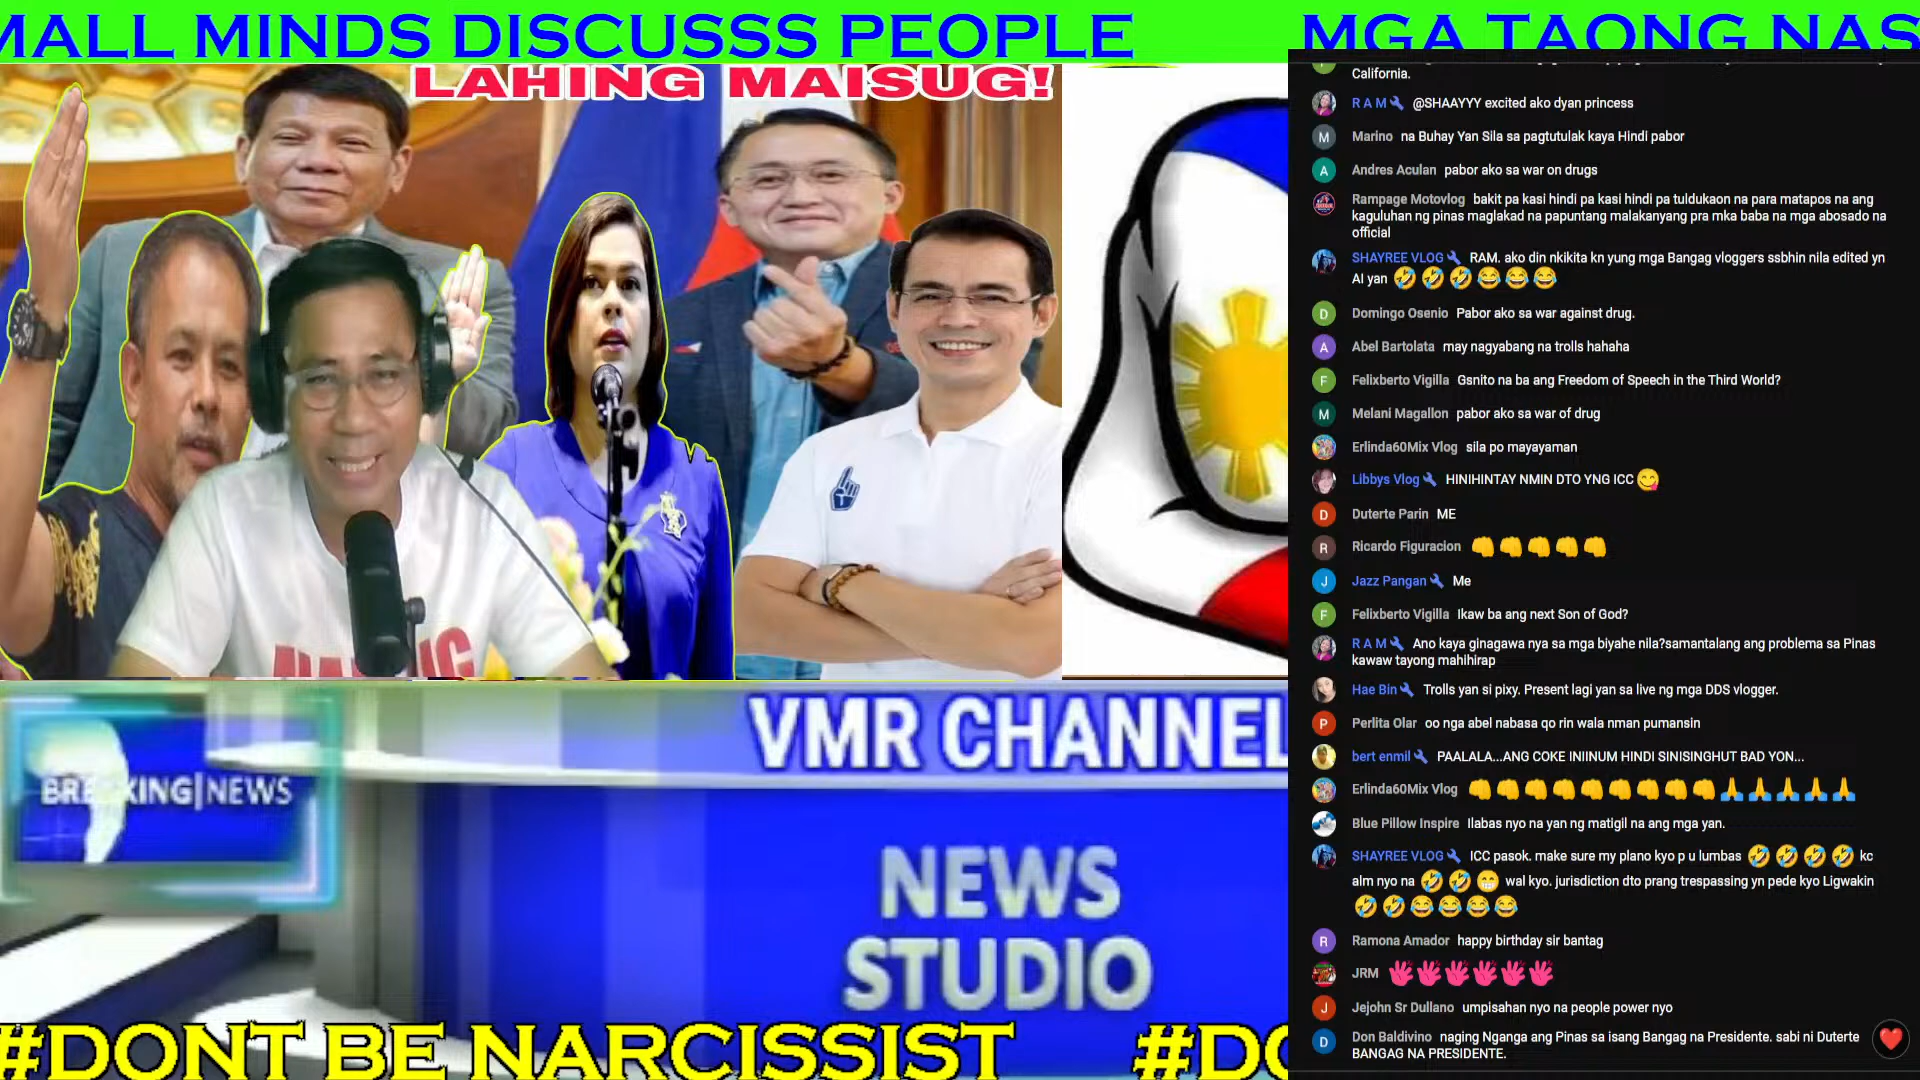 MALL MINDS DISCUSSS PEOPLE
MGA TAONG NAS
LAHING MAISUG!
California.
R A M @SHAAYYY excited ako dyan princess
M Marino na Buhay Yan Sila sa pagtutulak kaya Hindi pabor
A Andres Aculan pabor ako sa war on drugs
Rampage Motovlog bakit pa kasi hindi pa kasi hindi pa tuldukaon na para matapos na ang
kaguluhan ng pinas maglakad na papuntang malakanyang pra mka baba na mga abosado na
official
SHAYREE VLOG RAM. ako din nkikita kn yung mga Bangag vloggers ssbhin nila edited yn
AI yan 🤣🤣🤣😂😂😂
D Domingo Osenio Pabor ako sa war against drug.
A Abel Bartolata may nagyabang na trolls hahaha
F Felixberto Vigilla Gsnito na ba ang Freedom of Speech in the Third World?
M Melani Magallon pabor ako sa war of drug
Erlinda60Mix Vlog sila po mayayaman
Libbys Vlog HINIHINTAY NMIN DTO YNG ICC 😋
D Duterte Parin ME
R Ricardo Figuracion 👊👊👊👊👊
J Jazz Pangan Me
F Felixberto Vigilla Ikaw ba ang next Son of God?
R A M Ano kaya ginagawa nya sa mga biyahe nila?samantalang ang problema sa Pinas
kawaw tayong mahihirap
Hae Bin Trolls yan si pixy. Present lagi yan sa live ng mga DDS vlogger.
P Perlita Olar oo nga abel nabasa qo rin wala nman pumansin
bert enmil PAALALA...ANG COKE INIINUM HINDI SINISINGHUT BAD YON...
Erlinda60Mix Vlog 👊👊👊👊👊👊👊👊👊🙏🙏🙏🙏🙏
Blue Pillow Inspire Ilabas nyo na yan ng matigil na ang mga yan.
SHAYREE VLOG ICC pasok. make sure my plano kyo p u lumbas 🤣🤣🤣🤣 kc
alm nyo na 🤣🤣😁 wal kyo. jurisdiction dto prang trespassing yn pede kyo Ligwakin
🤣🤣😂😂😂😂
R Ramona Amador happy birthday sir bantag
JRM
J Jejohn Sr Dullano umpisahan nyo na people power nyo
D Don Baldivino naging Nganga ang Pinas sa isang Bangag na Presidente. sabi ni Duterte
BANGAG NA PRESIDENTE.
VMR CHANNEL
NEWS
NEWS
STUDIO
#DONT BE NARCISSIST
#DO